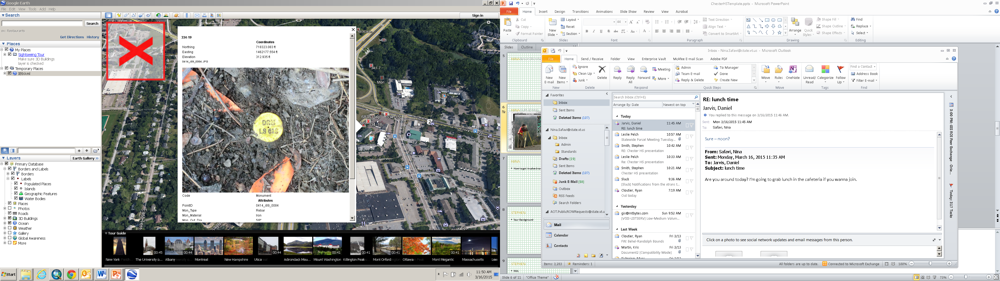 Google Earth
File Edit View Tools Add Help
Search
Search
ex: Restaurants
Get Directions History
Places
My Places
Sightseeing Tour
Make sure 3D Buildings
layer is checked
Temporary Places
I89.kml
Layers
Earth Gallery >>
Primary Database
Borders and Labels
Borders
Labels
Populated Places
Islands
Geographic Features
Water Bodies
Places
Photos
Roads
3D Buildings
Ocean
Weather
Gallery
Global Awareness
More
Sign in
334-19
Coordinates
Northing 718323.083 ft
Easting 1462177.554 ft
Elevation 312.935 ft
0414_i89_0084.JPG
DRM
LS 618
Code Monument
Attributes
PointID 0414_i89_0084
Mon_Type Rebar
Mon_Material Iron
Mon_Out_Dia 5/8"
341-7
Mon
6836334p 334-15
Mon 334-18
U.S. Hwy 2 W
Tour Guide
00:45 00:44 00:44 00:41 00:41 00:41 00:41 00:41
New York The University o... Albany Montreal New Hampshire Utica Adirondack Mou... Mount Washington Killington Peak Mont Orford Ottawa Mont Megantic Massachusetts
Start
11:50 AM
3/16/2015
ChesterHSTemplate.pptx - Microsoft PowerPoint
File Home Insert Design Transitions Animations Slide Show Review View Acrobat
Paste Cut Copy Format Painter
Clipboard
New Slide Layout Reset Section
Slides
44
Font
Text Direction Align Text Convert to SmartArt
Paragraph
Arrange Quick Styles Shape Fill Shape Outline Shape Effects
Drawing
Find Replace Select
Editing
Slides Outline
5
6
7
NINA
How to get involved now
8
STEPHEN
Your Background
9
STEPHEN
RAIL
Slide 6 of 11 "Office Theme"
73%
Inbox - Nina.Safavi@state.vt.us - Microsoft Outlook
File Home Send / Receive Folder View Enterprise Vault McAfee E-mail Scan Adobe PDF
New E-mail New Items
New
Ignore Clean Up Junk Delete
Delete
Reply Reply All Forward Meeting More
Respond
Admin To Manager
Team E-mail Done
Reply & Delete Create New
Quick Steps
Move Rules OneNote
Move
Unread/ Read Categorize Follow Up
Tags
Find a Contact
Address Book
Filter E-mail
Find
Favorites
Inbox
Sent Items
Deleted Items (107)
Nina.Safavi@state.vt.us
Inbox
Admin
Standards
Drafts [19]
Sent Items
Deleted Items (107)
Junk E-Mail [58]
Outbox
RSS Feeds
Search Folders
AOT.PublicROWRequests@state.vt.u
Mail
Calendar
Contacts
Search Inbox (Ctrl+E)
Arrange By: Date Newest on top
Today
Jarvis, Daniel 11:45 AM
RE: lunch time
Leslie Pelch 10:57 AM
Statewide Parcel Meeting Tuesday...
Smith, Stephen 10:42 AM
RE: Chester HS presentation
Leslie Pelch 10:33 AM
Re: Chester HS presentation
Smith, Stephen 10:21 AM
Chester HS presentation
Slack 9:36 AM
[Slack] Notifications from the vtrans t...
Cloutier, Ryan 7:19 AM
Out today
Yesterday
gis@mtbytes.com Sun 9:52 AM
[VGIS-LISTSERV] Low-Medium Volum...
Last Week
Cloutier, Ryan Fri 3/13
FW: Behel-Randolph Bounds
Martin, Kris Fri 3/13
Document2 [Compatibility Mode]
RE: lunch time
Jarvis, Daniel
You replied to this message on 3/16/2015 11:46 AM.
Sent: Mon 3/16/2015 11:45 AM
To: Safavi, Nina
Sure – noon?
From: Safavi, Nina
Sent: Monday, March 16, 2015 11:35 AM
To: Jarvis, Daniel
Subject: lunch time
Are you around today? I'm going to grab lunch in the cafeteria if you wanna join.
Click on a photo to see social network updates and email messages from this person.
3:00 PM: GIS ROI Peer Exchange - Orie...
Today: 317 Tasks
Items: 3,283 Reminders: 1
All folders are up to date. Connected to Microsoft Exchange 100%